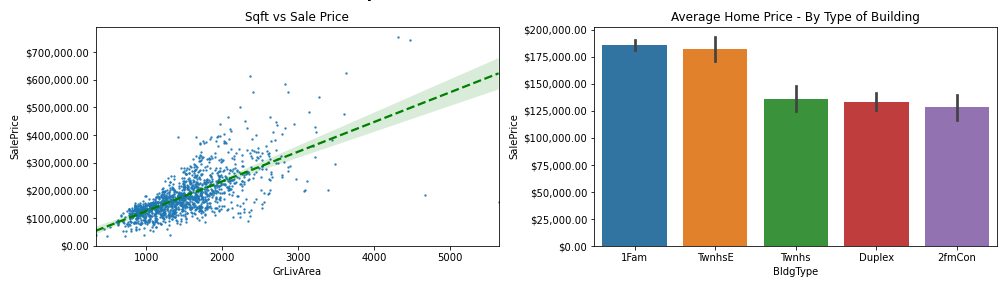 Sqft vs Sale Price
$700,000.00
$600,000.00
$500,000.00
$400,000.00
$300,000.00
$200,000.00
$100,000.00
$0.00
SalePrice
1000 2000 3000 4000 5000
GrLivArea
Average Home Price - By Type of Building
$200,000.00
$175,000.00
$150,000.00
$125,000.00
$100,000.00
$75,000.00
$50,000.00
$25,000.00
$0.00
SalePrice
1Fam TwnhsE Twnhs Duplex 2fmCon
BldgType